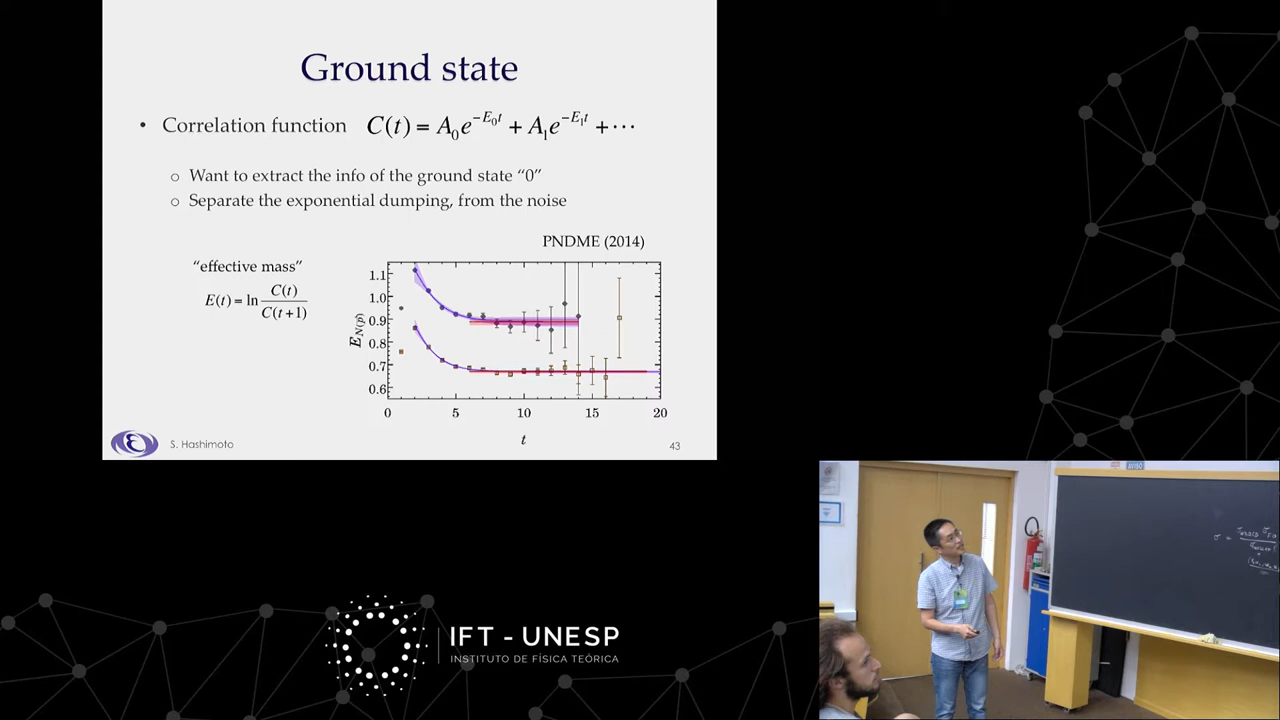 Ground state
• Correlation function C(t) = A₀e^{-E₀t} + A₁e^{-E₁t} + ⋯
○ Want to extract the info of the ground state “0”
○ Separate the exponential dumping, from the noise
PNDME (2014)
“effective mass”
E(t) = ln C(t) / C(t+1)
E_{N(p)}
1.1
1.0
0.9
0.8
0.7
0.6
0 5 10 15 20
t
S. Hashimoto
43
AVISO
IFT - UNESP
INSTITUTO DE FÍSICA TEÓRICA